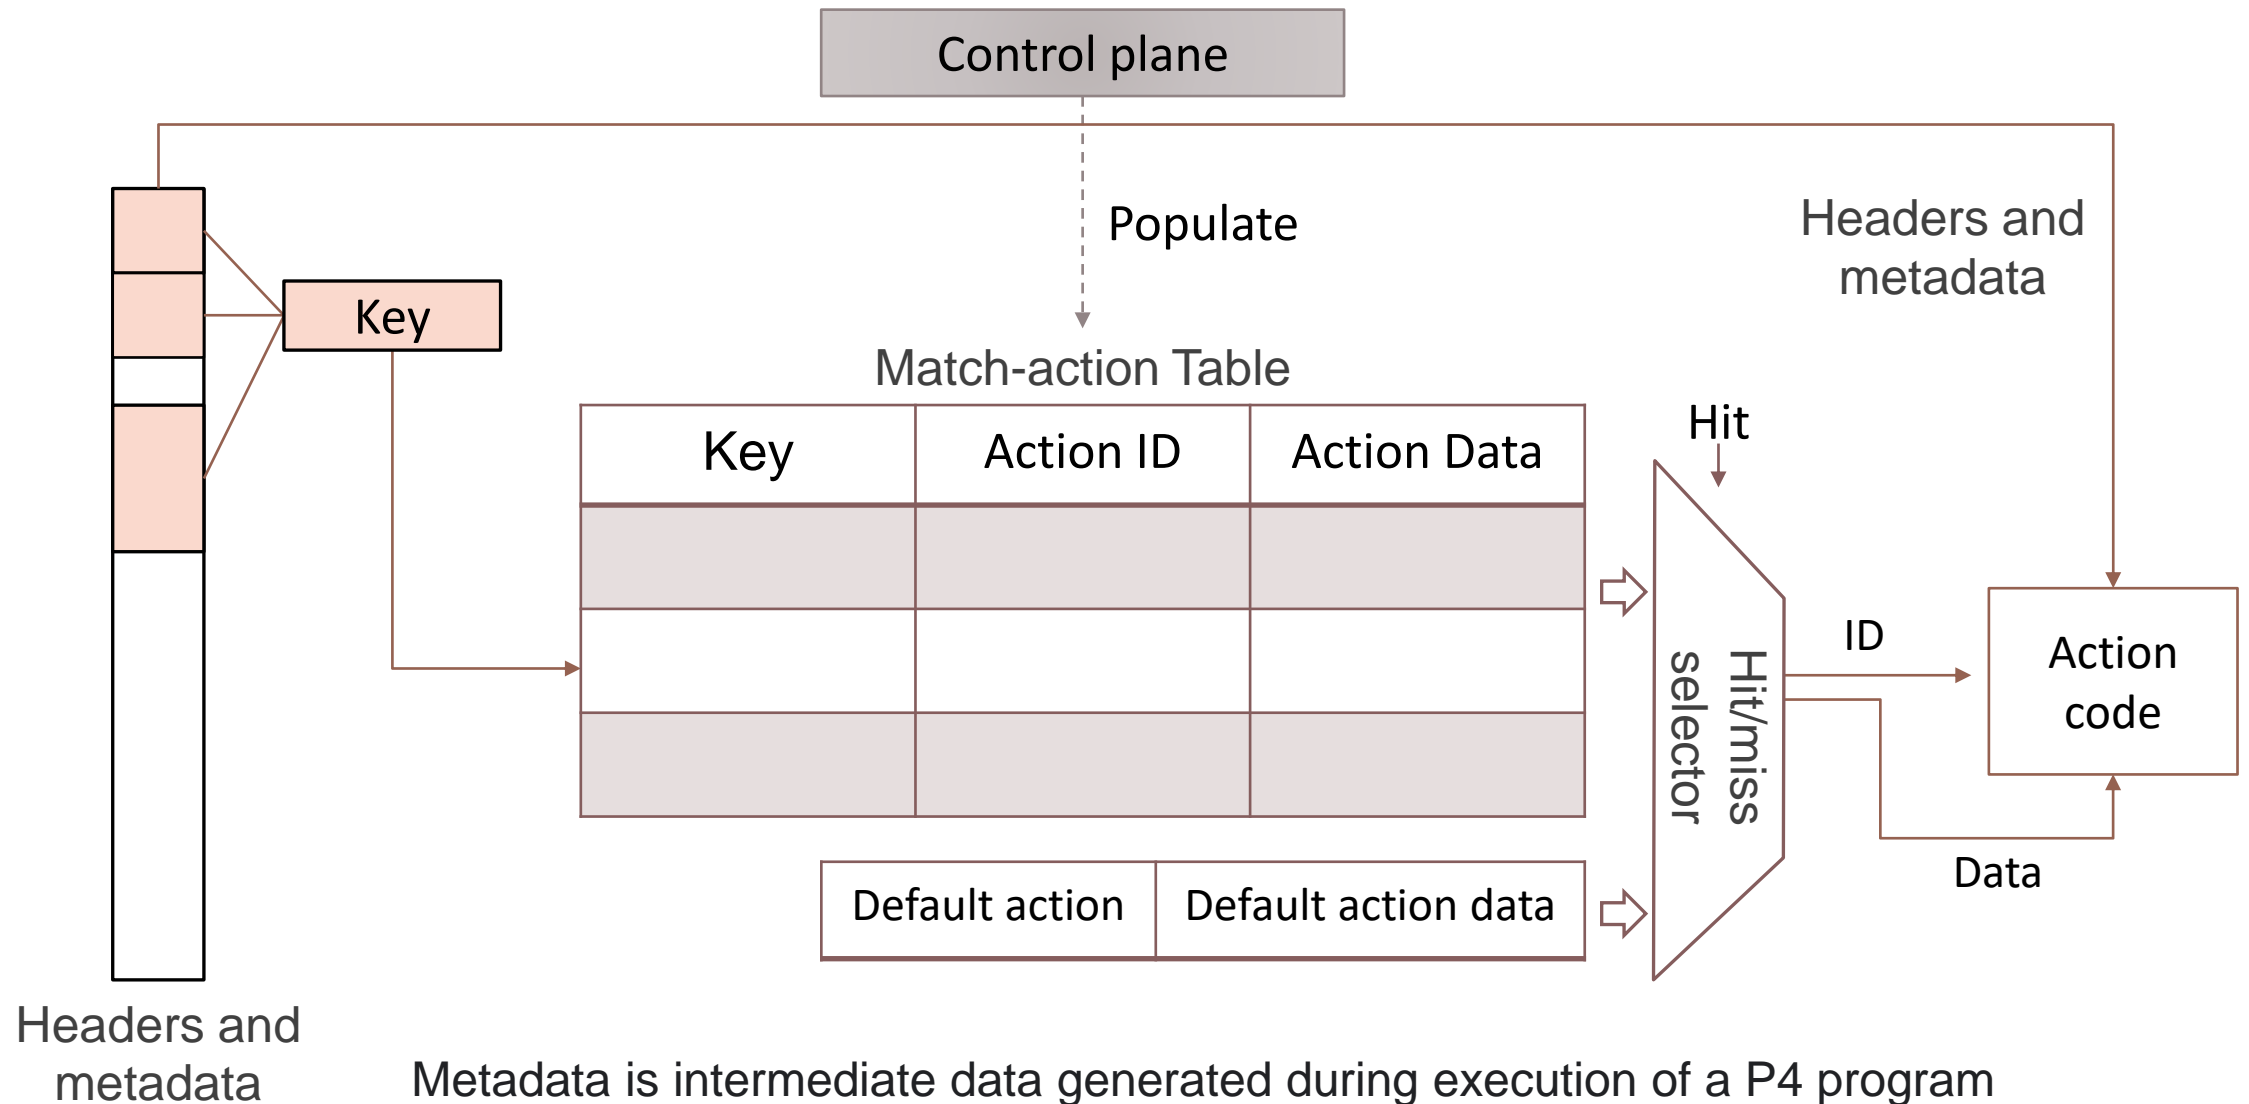 Control plane
Populate
Headers and
metadata
Key
Match-action Table
Hit
Key
Action ID
Action Data
ID
Action
code
Hit/miss
selector
Data
Default action
Default action data
Headers and
metadata
Metadata is intermediate data generated during execution of a P4 program